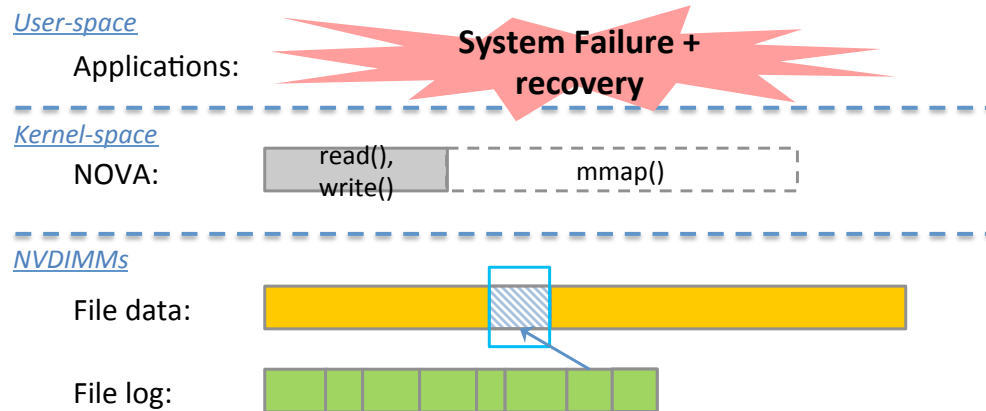 User-space
System Failure +
recovery
Applications:
Kernel-space
NOVA:
read(),
write()
mmap()
NVDIMMs
File data:
File log: